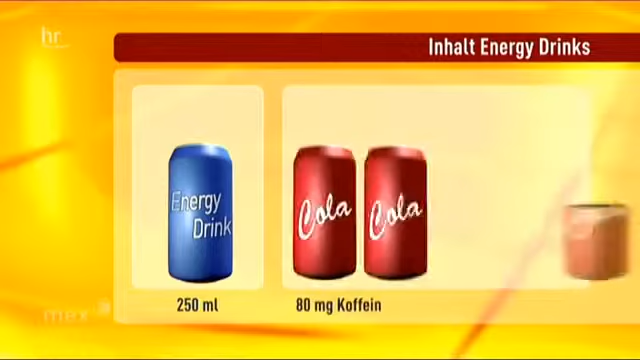 hr
Inhalt Energy Drinks
Energy
Drink
Cola
Cola
250 ml
80 mg Koffein
mex